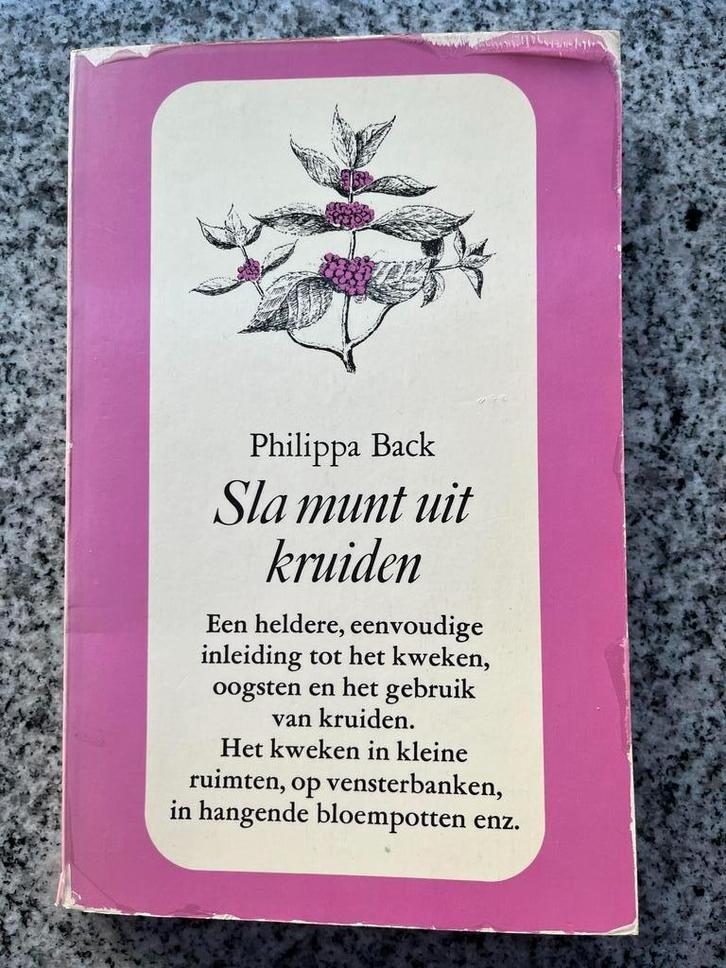 Philippa Back
Sla munt uit
kruiden
Een heldere, eenvoudige
inleiding tot het kweken,
oogsten en het gebruik
van kruiden.
Het kweken in kleine
ruimten, op vensterbanken,
in hangende bloempotten enz.